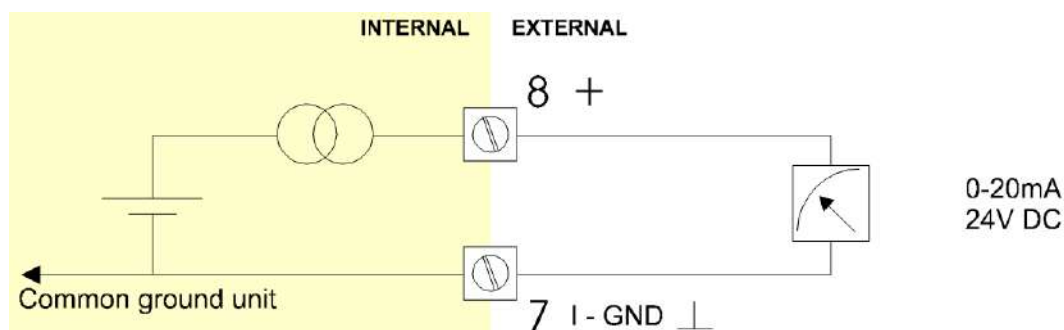 INTERNAL EXTERNAL
8 +
0-20mA
24V DC
Common ground unit
7 I - GND